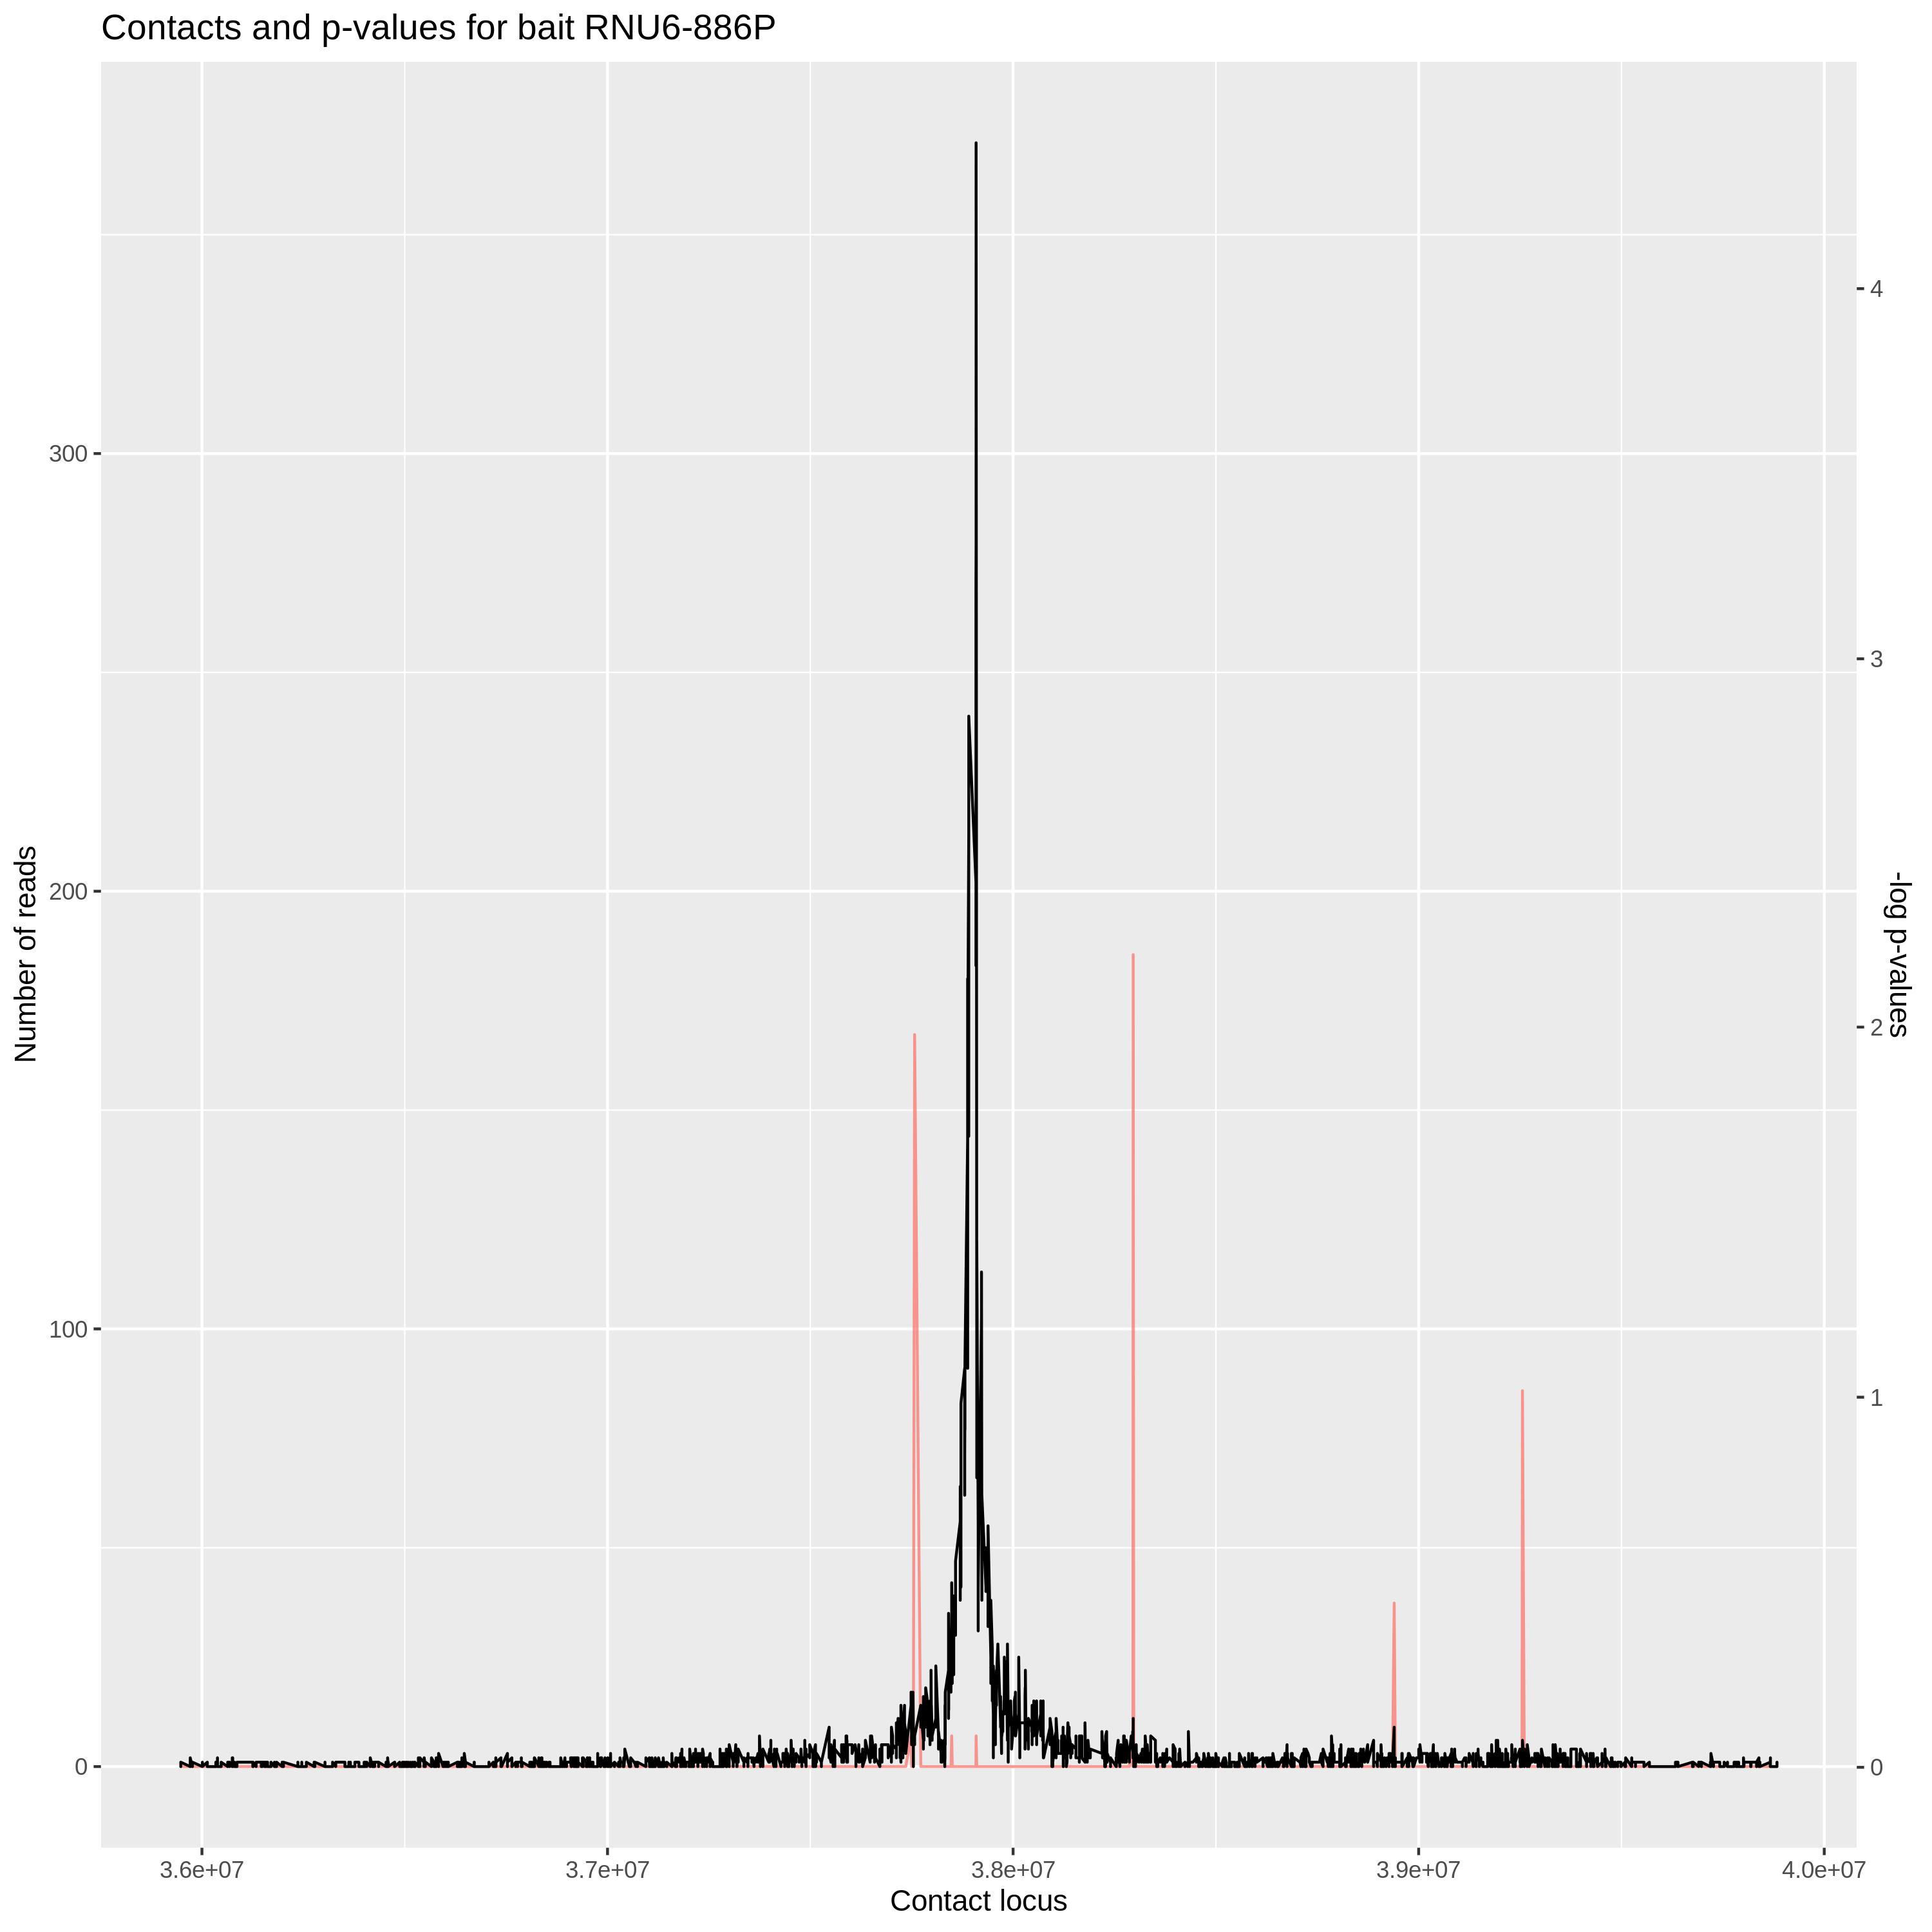 Contacts and p-values for bait RNU6-886P
Number of reads
300
200
100
0
4
3
2
1
0
-log p-values
3.6e+07
3.7e+07
3.8e+07
3.9e+07
4.0e+07
Contact locus